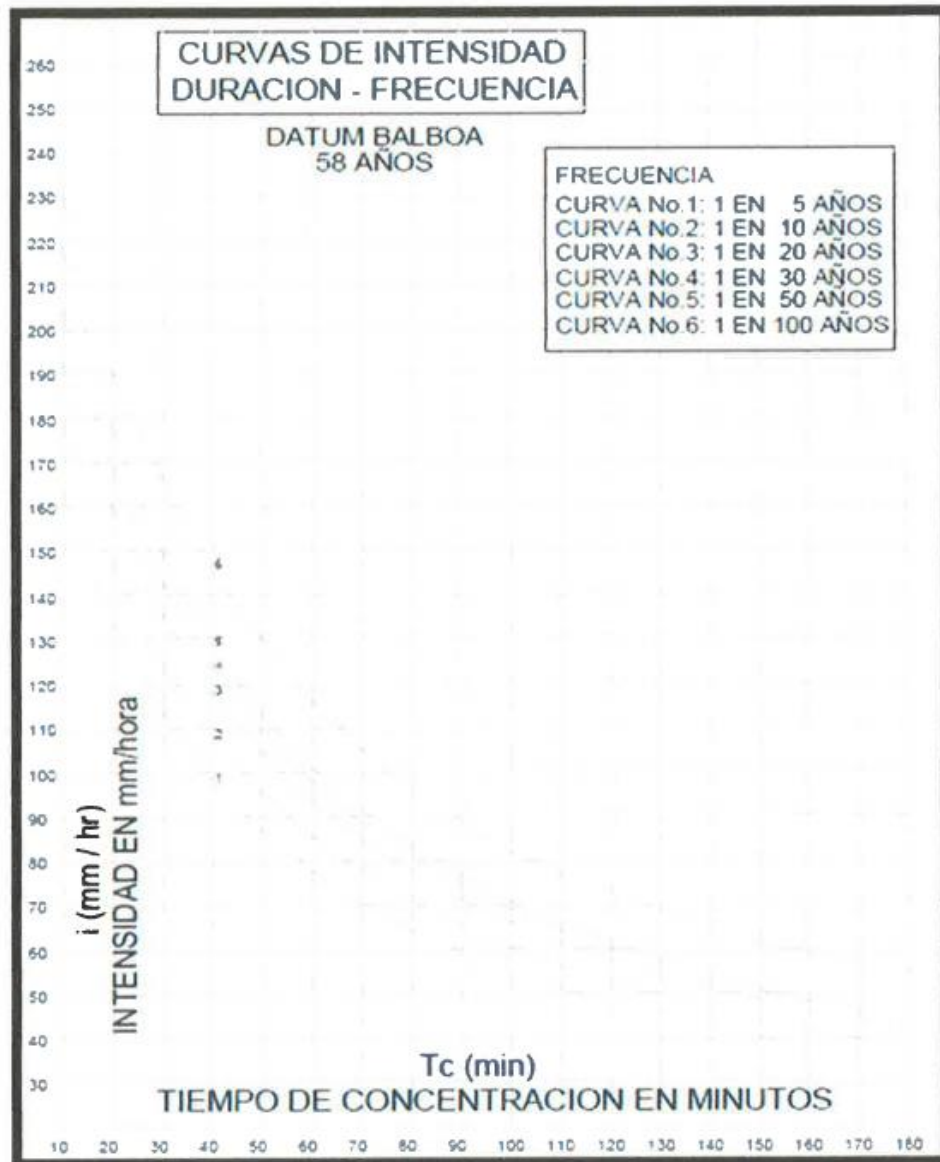 CURVAS DE INTENSIDAD
DURACION - FRECUENCIA
DATUM BALBOA
58 AÑOS
FRECUENCIA
CURVA No.1: 1 EN 5 AÑOS
CURVA No.2: 1 EN 10 AÑOS
CURVA No.3: 1 EN 20 AÑOS
CURVA No.4: 1 EN 30 AÑOS
CURVA No.5: 1 EN 50 AÑOS
CURVA No.6: 1 EN 100 AÑOS
260
250
240
230
220
210
200
190
180
170
160
150
140
130
120
110
100
90
80
70
60
50
40
30
6
5
4
3
2
1
i (mm / hr)
INTENSIDAD EN mm/hora
Tc (min)
TIEMPO DE CONCENTRACION EN MINUTOS
10 20 30 40 50 60 70 80 90 100 110 120 130 140 150 160 170 180